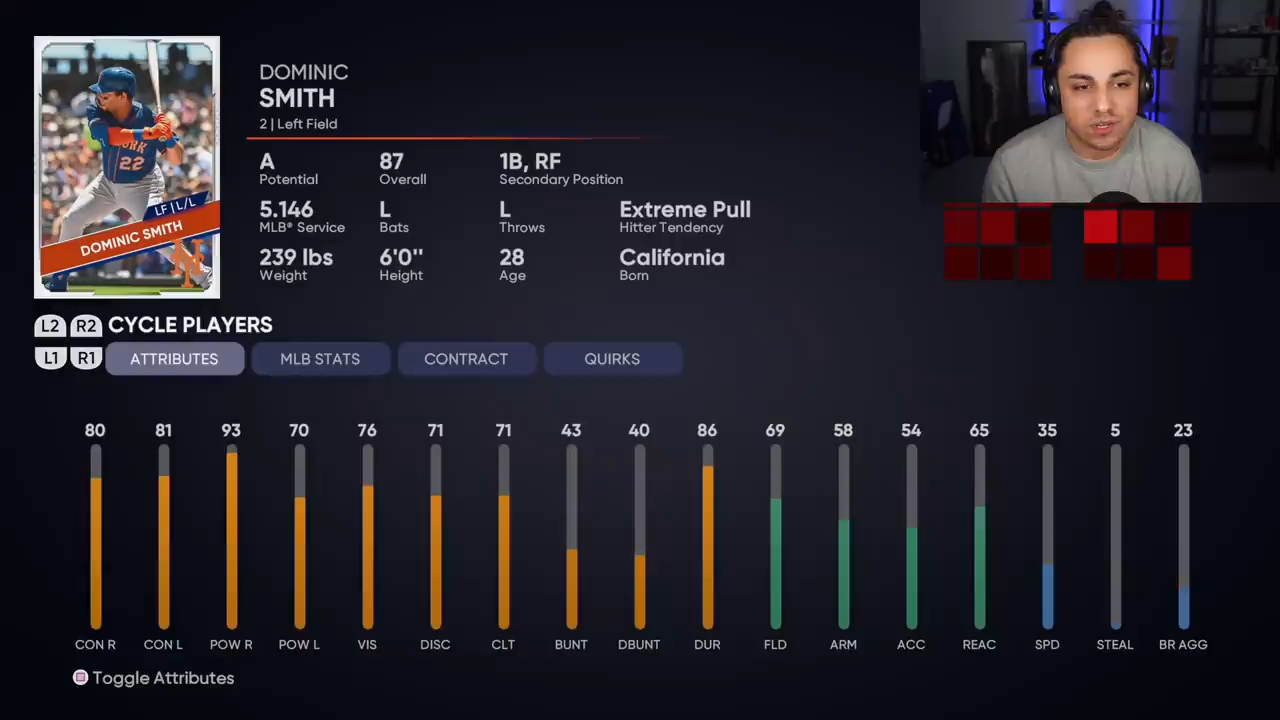 DOMINIC
SMITH
2 | Left Field
A
Potential
87
Overall
1B, RF
Secondary Position
5.146
MLB® Service
L
Bats
L
Throws
Extreme Pull
Hitter Tendency
239 lbs
Weight
6'0"
Height
28
Age
California
Born
YORK
22
LF | L/L
DOMINIC SMITH
L2 R2 CYCLE PLAYERS
L1 R1 ATTRIBUTES MLB STATS CONTRACT QUIRKS
80 81 93 70 76 71 71 43 40 86 69 58 54 65 35 5 23
CON R CON L POW R POW L VIS DISC CLT BUNT DBUNT DUR FLD ARM ACC REAC SPD STEAL BR AGG
Toggle Attributes